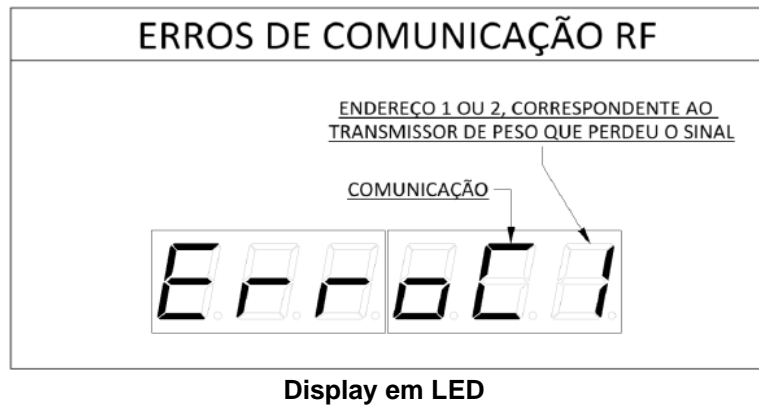 ERROS DE COMUNICAÇÃO RF
ENDEREÇO 1 OU 2, CORRESPONDENTE AO
TRANSMISSOR DE PESO QUE PERDEU O SINAL
COMUNICAÇÃO
ErroC1
Display em LED